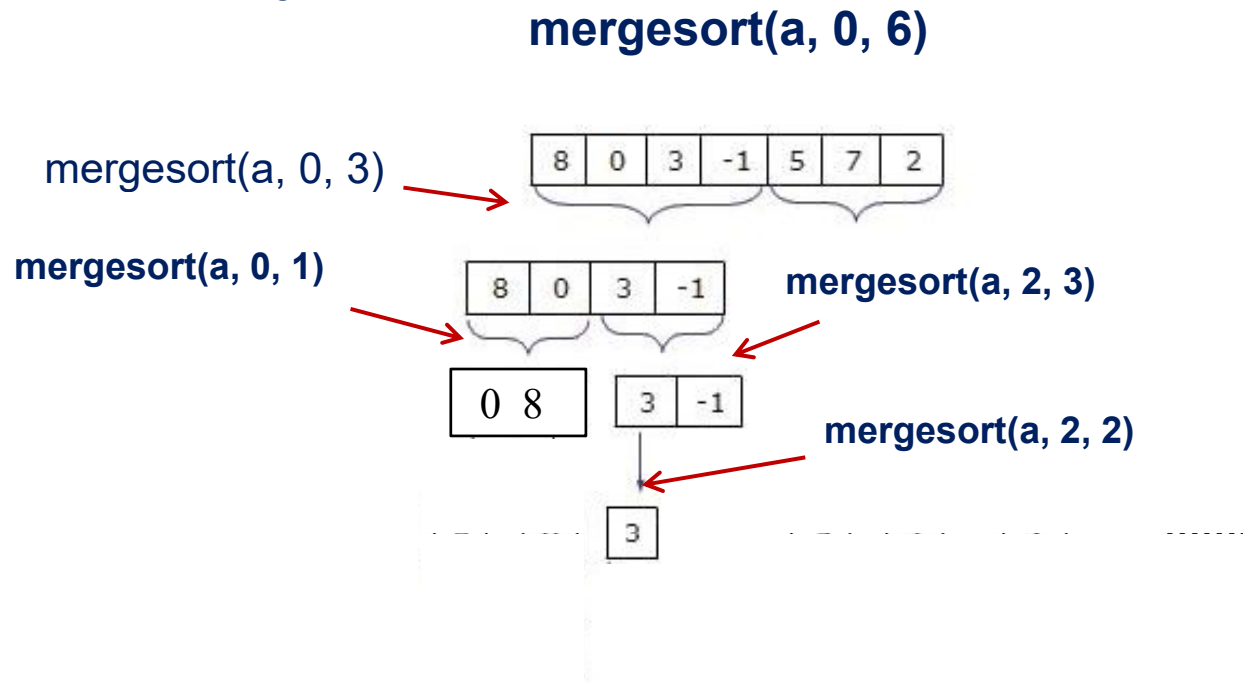 mergesort(a, 0, 6)
mergesort(a, 0, 3)
8 0 3 -1 5 7 2
mergesort(a, 0, 1)
8 0 3 -1
mergesort(a, 2, 3)
0 8
3 -1
mergesort(a, 2, 2)
3